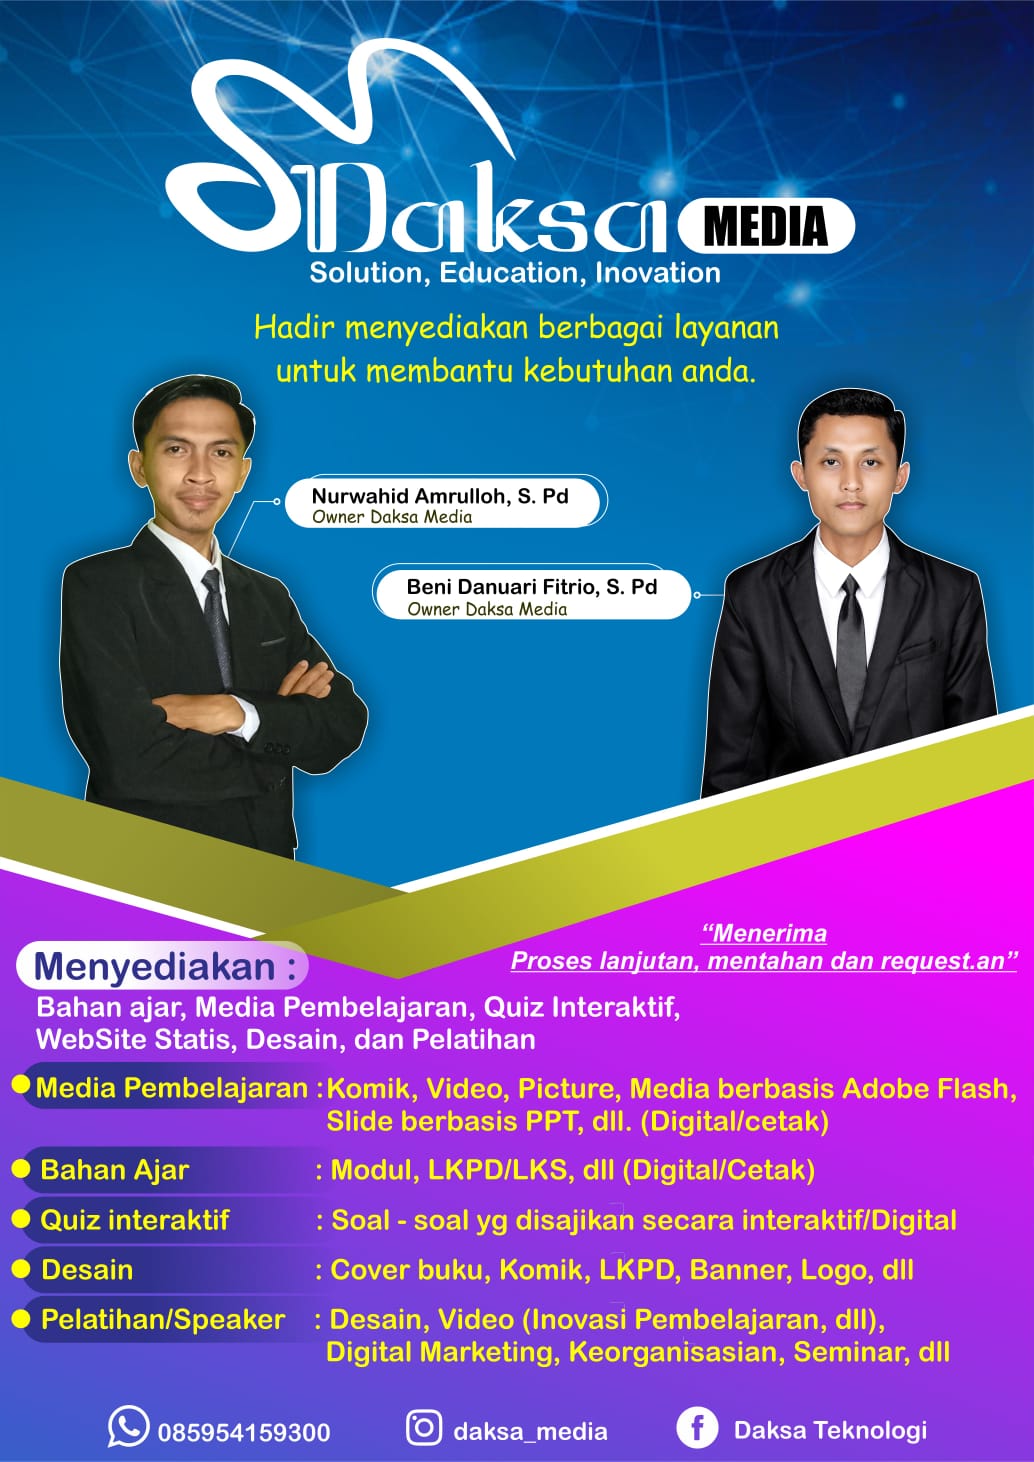 Daksa MEDIA
Solution, Education, Inovation
Hadir menyediakan berbagai layanan
untuk membantu kebutuhan anda.
Nurwahid Amrulloh, S. Pd
Owner Daksa Media
Beni Danuari Fitrio, S. Pd
Owner Daksa Media
“Menerima
Proses lanjutan, mentahan dan request.an”
Menyediakan :
Bahan ajar, Media Pembelajaran, Quiz Interaktif,
WebSite Statis, Desain, dan Pelatihan
Media Pembelajaran : Komik, Video, Picture, Media berbasis Adobe Flash,
Slide berbasis PPT, dll. (Digital/cetak)
Bahan Ajar : Modul, LKPD/LKS, dll (Digital/Cetak)
Quiz interaktif : Soal - soal yg disajikan secara interaktif/Digital
Desain : Cover buku, Komik, LKPD, Banner, Logo, dll
Pelatihan/Speaker : Desain, Video (Inovasi Pembelajaran, dll),
Digital Marketing, Keorganisasian, Seminar, dll
085954159300
daksa_media
Daksa Teknologi